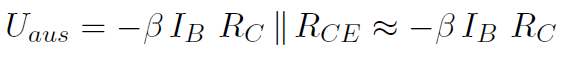 U_{aus} = −β I_B R_C ∥ R_{CE} ≈ −β I_B R_C